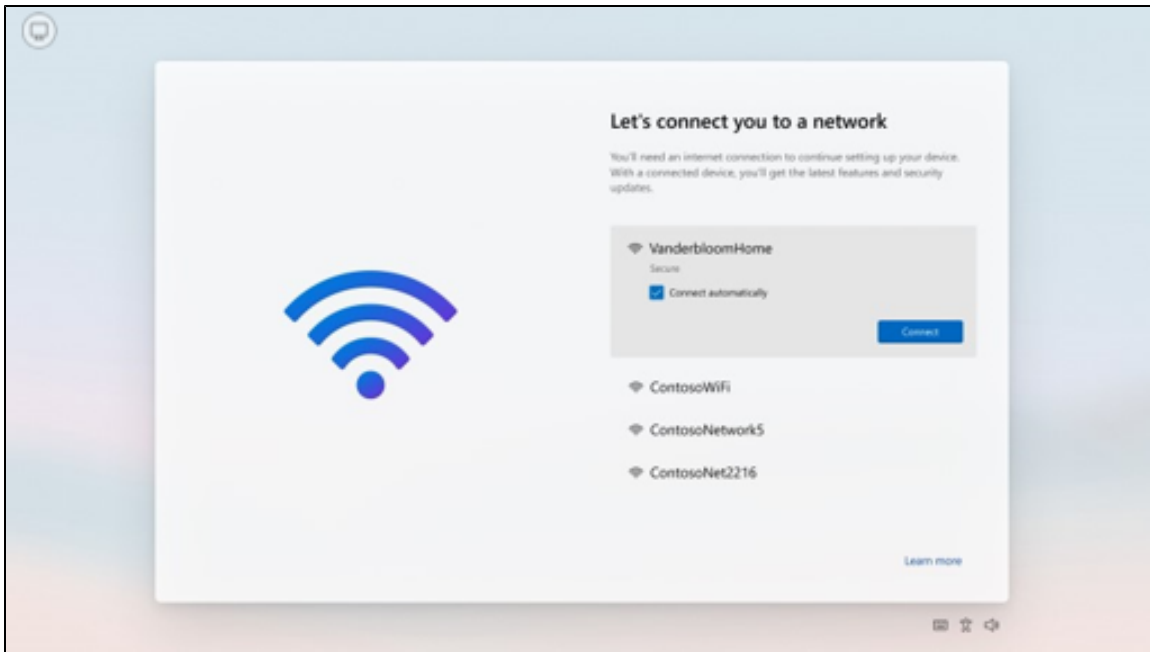 Let's connect you to a network
You'll need an internet connection to continue setting up your device.
With a connected device, you'll get the latest features and security
updates.
VanderbloomHome
Secure
Connect automatically
Connect
ContosoWiFi
ContosoNetwork5
ContosoNet2216
Learn more